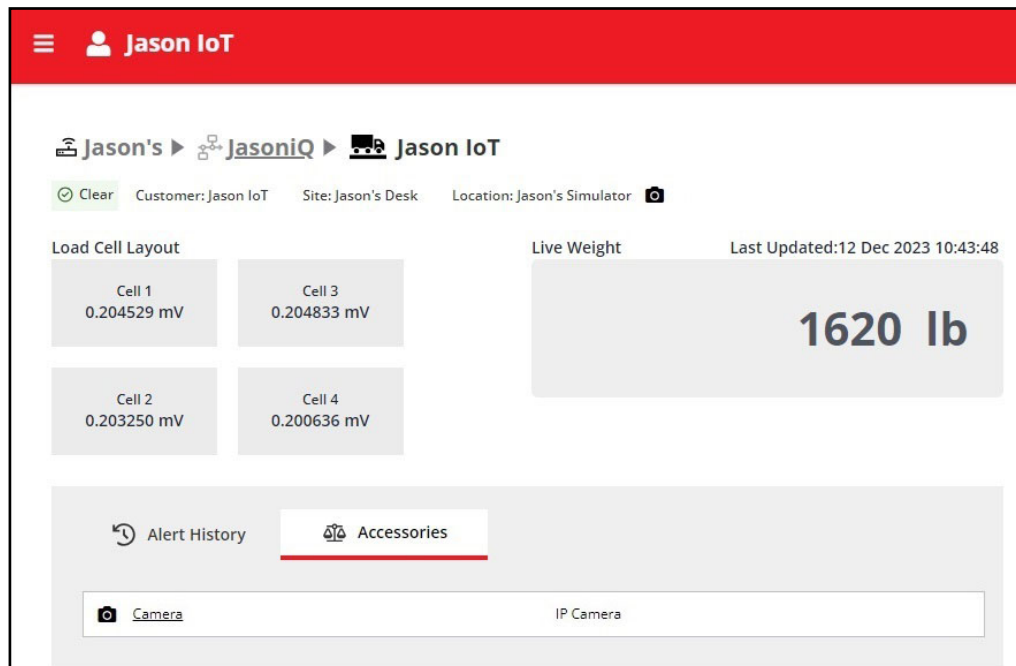 Jason IoT
Jason's JasoniQ Jason IoT
Clear Customer: Jason IoT Site: Jason's Desk Location: Jason's Simulator
Load Cell Layout
Live Weight Last Updated:12 Dec 2023 10:43:48
Cell 1
0.204529 mV
Cell 3
0.204833 mV
1620 lb
Cell 2
0.203250 mV
Cell 4
0.200636 mV
Alert History Accessories
Camera IP Camera